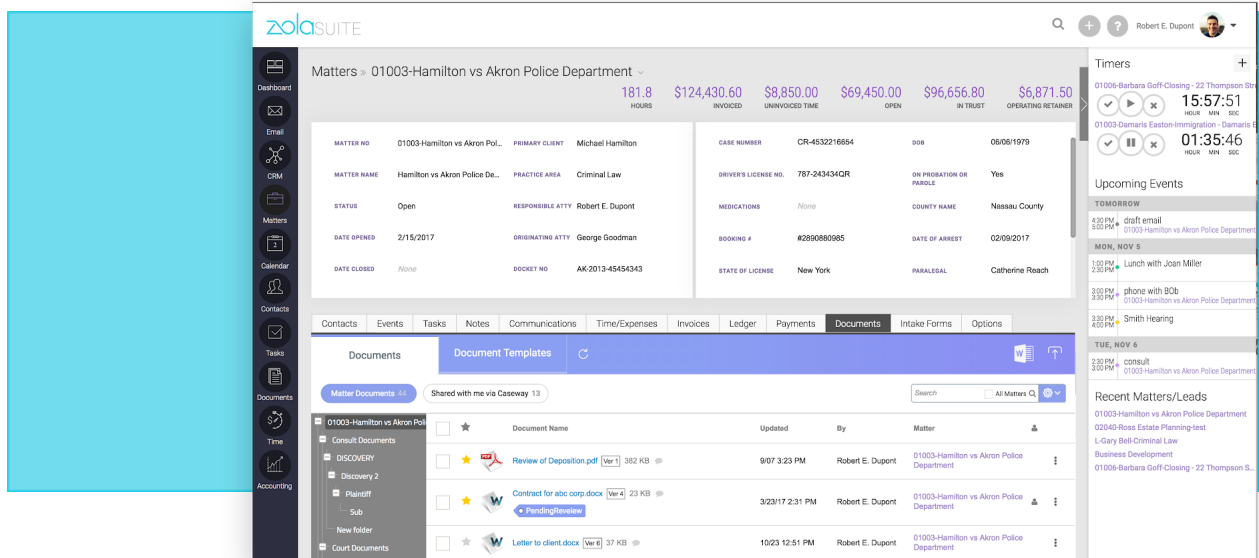 zolaSUITE
Robert E. Dupont
Dashboard
Email
CRM
Matters
2
Calendar
Contacts
Tasks
Documents
Time
Accounting
Matters » 01003-Hamilton vs Akron Police Department
181.8 $124,430.60 $8,850.00 $69,450.00 $96,656.80 $6,871.50
HOURS INVOICED UNINVOICED TIME OPEN IN TRUST OPERATING RETAINER
MATTER NO 01003-Hamilton vs Akron Pol... PRIMARY CLIENT Michael Hamilton
MATTER NAME Hamilton vs Akron Police De... PRACTICE AREA Criminal Law
STATUS Open RESPONSIBLE ATTY Robert E. Dupont
DATE OPENED 2/15/2017 ORIGINATING ATTY George Goodman
DATE CLOSED None DOCKET NO AK-2013-45454343
CASE NUMBER CR-4532216654 DOB 06/06/1979
DRIVER'S LICENSE NO. 787-243434QR ON PROBATION OR Yes
PAROLE
MEDICATIONS None COUNTY NAME Nassau County
BOOKING # #2890880985 DATE OF ARREST 02/09/2017
STATE OF LICENSE New York PARALEGAL Catherine Reach
Contacts Events Tasks Notes Communications Time/Expenses Invoices Ledger Payments Documents Intake Forms Options
Documents Document Templates W
Matter Documents 44 Shared with me via Caseway 13 Search All Matters
01003-Hamilton vs Akron Poli
Consult Documents
DISCOVERY
Discovery 2
Plaintiff
Sub
New folder
Court Documents
Document Name Updated By Matter
PDF Review of Deposition.pdf Ver 1 382 KB 9/07 3:23 PM Robert E. Dupont 01003-Hamilton vs Akron Police
Department
W Contract for abc corp.docx Ver 4 23 KB 3/23/17 2:31 PM Robert E. Dupont 01003-Hamilton vs Akron Police
Department
PendingReveiew
W Letter to client.docx Ver 6 37 KB 10/23 12:51 PM Robert E. Dupont 01003-Hamilton vs Akron Police
Department
Timers
01006-Barbara Goff-Closing - 22 Thompson Str
15:57:51
HOUR MIN SEC
01003-Damaris Easton-Immigration - Damaris E
01:35:46
HOUR MIN SEC
Upcoming Events
TOMORROW
4:30 PM draft email
5:00 PM 01003-Hamilton vs Akron Police Department
MON, NOV 5
1:00 PM Lunch with Joan Miller
2:30 PM
3:00 PM phone with BOb
3:30 PM 01003-Hamilton vs Akron Police Department
3:30 PM Smith Hearing
4:00 PM
TUE, NOV 6
2:30 PM consult
3:00 PM 01003-Hamilton vs Akron Police Department
Recent Matters/Leads
01003-Hamilton vs Akron Police Department
02040-Ross Estate Planning-test
L-Gary Bell-Criminal Law
Business Development
01006-Barbara Goff-Closing - 22 Thompson S...